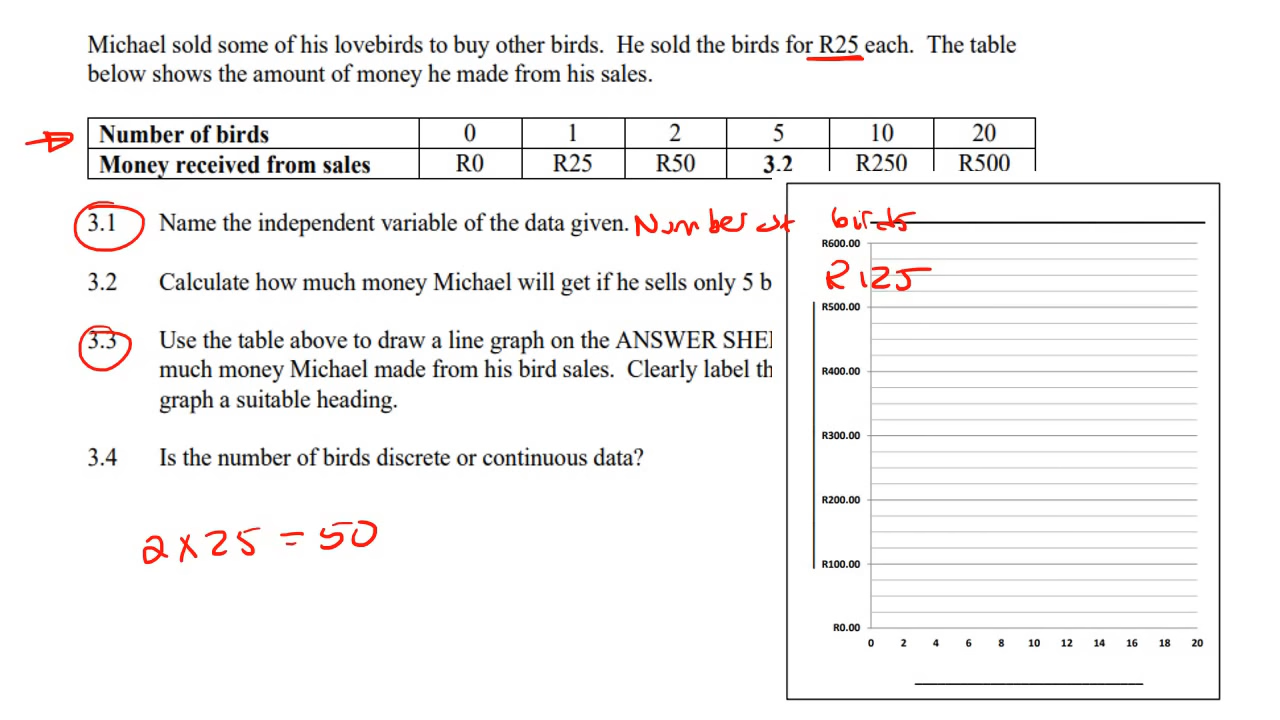 Michael sold some of his lovebirds to buy other birds. He sold the birds for R25 each. The table
below shows the amount of money he made from his sales.
Number of birds 0 1 2 5 10 20
Money received from sales R0 R25 R50 3.2 R250 R500
3.1 Name the independent variable of the data given. Number of birds
3.2 Calculate how much money Michael will get if he sells only 5 b R125
3.3 Use the table above to draw a line graph on the ANSWER
much money Michael made from his bird sales. Clearly label th
graph a suitable heading.
3.4 Is the number of birds discrete or continuous data?
2 x 25 = 50
R600.00
R500.00
R400.00
R300.00
R200.00
R100.00
R0.00
0 2 4 6 8 10 12 14 16 18 20